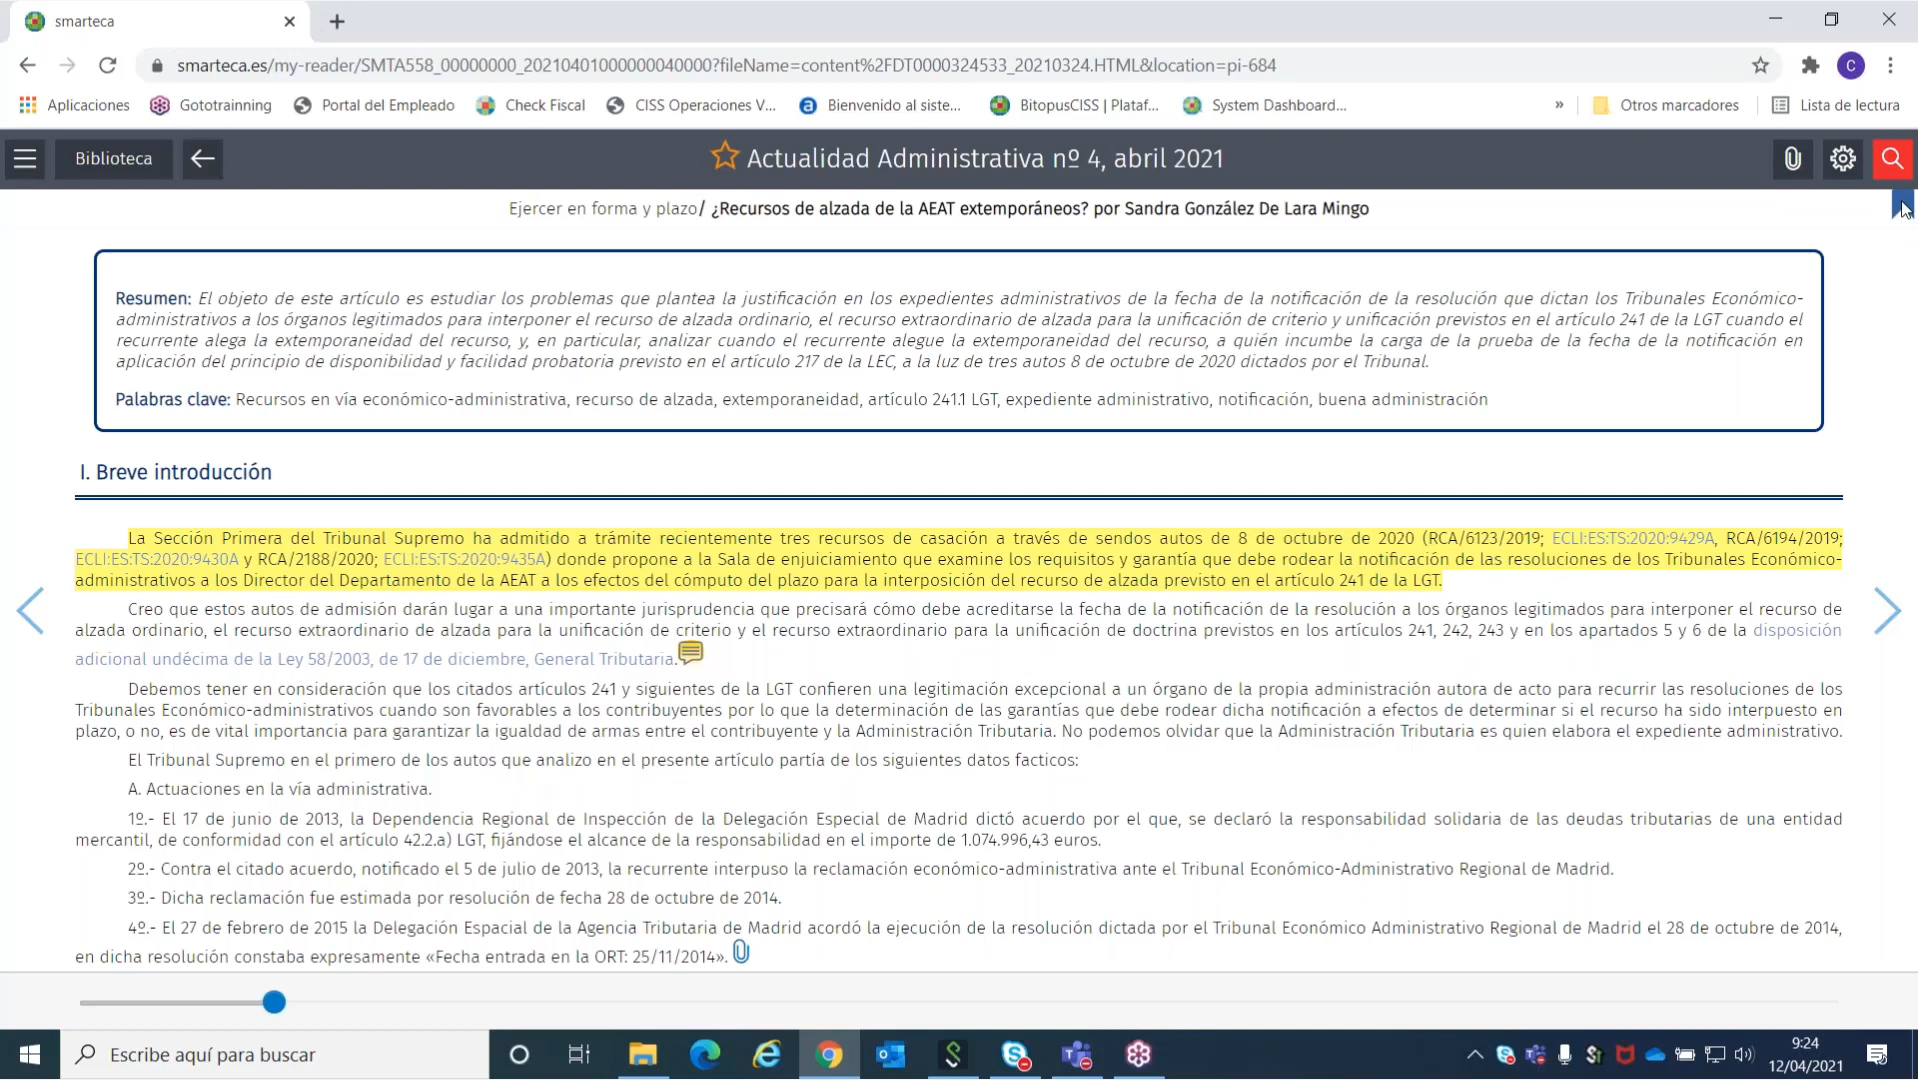 smarteca
smarteca.es/my-reader/SMTA558_00000000_20210401000000040000?fileName=content%2FDT0000324533_20210324.HTML&location=pi-684
C
Aplicaciones
Gototrainning
Portal del Empleado
Check Fiscal
CISS Operaciones V...
Bienvenido al siste...
BitopusCISS | Plataf...
System Dashboard...
»
Otros marcadores
Lista de lectura
Biblioteca
Actualidad Administrativa nº 4, abril 2021
Ejercer en forma y plazo/ ¿Recursos de alzada de la AEAT extemporáneos? por Sandra González De Lara Mingo
Resumen: El objeto de este artículo es estudiar los problemas que plantea la justificación en los expedientes administrativos de la fecha de la notificación de la resolución que dictan los Tribunales Económico-
administrativos a los órganos legitimados para interponer el recurso de alzada ordinario, el recurso extraordinario de alzada para la unificación de criterio y unificación previstos en el artículo 241 de la LGT cuando el
recurrente alega la extemporaneidad del recurso, y, en particular, analizar cuando el recurrente alegue la extemporaneidad del recurso, a quién incumbe la carga de la prueba de la fecha de la notificación en
aplicación del principio de disponibilidad y facilidad probatoria previsto en el artículo 217 de la LEC, a la luz de tres autos 8 de octubre de 2020 dictados por el Tribunal.
Palabras clave: Recursos en vía económico-administrativa, recurso de alzada, extemporaneidad, artículo 241.1 LGT, expediente administrativo, notificación, buena administración
I. Breve introducción
La Sección Primera del Tribunal Supremo ha admitido a trámite recientemente tres recursos de casación a través de sendos autos de 8 de octubre de 2020 (RCA/6123/2019; ECLI:ES:TS:2020:9429A, RCA/6194/2019;
ECLI:ES:TS:2020:9430A y RCA/2188/2020; ECLI:ES:TS:2020:9435A) donde propone a la Sala de enjuiciamiento que examine los requisitos y garantía que debe rodear la notificación de las resoluciones de los Tribunales Económico-
administrativos a los Director del Departamento de la AEAT a los efectos del cómputo del plazo para la interposición del recurso de alzada previsto en el artículo 241 de la LGT.
Creo que estos autos de admisión darán lugar a una importante jurisprudencia que precisará cómo debe acreditarse la fecha de la notificación de la resolución a los órganos legitimados para interponer el recurso de
alzada ordinario, el recurso extraordinario de alzada para la unificación de criterio y el recurso extraordinario para la unificación de doctrina previstos en los artículos 241, 242, 243 y en los apartados 5 y 6 de la disposición
adicional undécima de la Ley 58/2003, de 17 de diciembre, General Tributaria.
Debemos tener en consideración que los citados artículos 241 y siguientes de la LGT confieren una legitimación excepcional a un órgano de la propia administración autora de acto para recurrir las resoluciones de los
Tribunales Económico-administrativos cuando son favorables a los contribuyentes por lo que la determinación de las garantías que debe rodear dicha notificación a efectos de determinar si el recurso ha sido interpuesto en
plazo, o no, es de vital importancia para garantizar la igualdad de armas entre el contribuyente y la Administración Tributaria. No podemos olvidar que la Administración Tributaria es quien elabora el expediente administrativo.
El Tribunal Supremo en el primero de los autos que analizo en el presente artículo partía de los siguientes datos facticos:
A. Actuaciones en la vía administrativa.
1º.- El 17 de junio de 2013, la Dependencia Regional de Inspección de la Delegación Especial de Madrid dictó acuerdo por el que, se declaró la responsabilidad solidaria de las deudas tributarias de una entidad
mercantil, de conformidad con el artículo 42.2.a) LGT, fijándose el alcance de la responsabilidad en el importe de 1.074.996,43 euros.
2º.- Contra el citado acuerdo, notificado el 5 de julio de 2013, la recurrente interpuso la reclamación económico-administrativa ante el Tribunal Económico-Administrativo Regional de Madrid.
3º.- Dicha reclamación fue estimada por resolución de fecha 28 de octubre de 2014.
4º.- El 27 de febrero de 2015 la Delegación Espacial de la Agencia Tributaria de Madrid acordó la ejecución de la resolución dictada por el Tribunal Económico Administrativo Regional de Madrid el 28 de octubre de 2014,
en dicha resolución constaba expresamente «Fecha entrada en la ORT: 25/11/2014».
Escribe aquí para buscar
9:24
12/04/2021